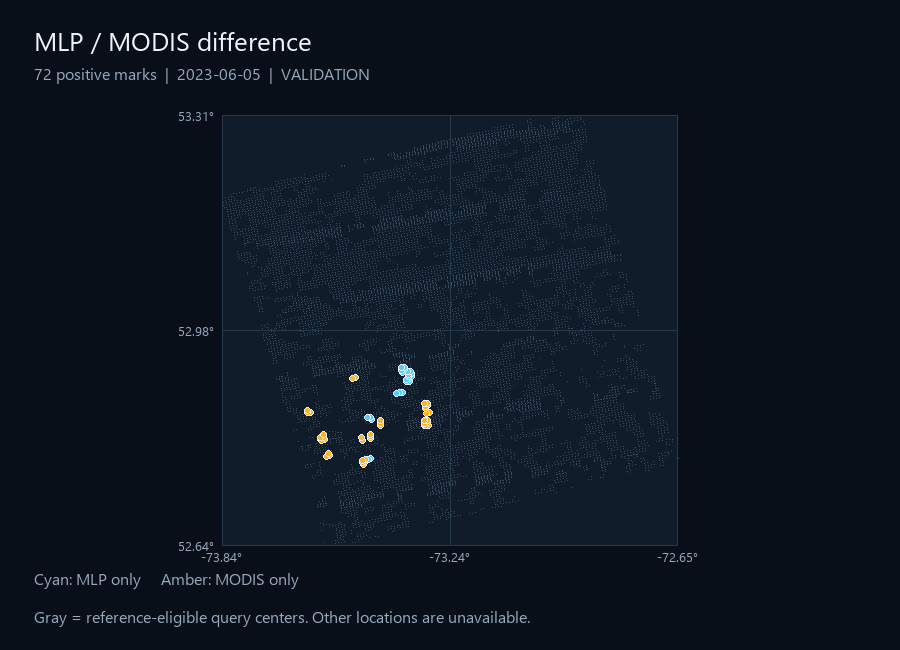 MLP / MODIS difference
72 positive marks | 2023-06-05 | VALIDATION
53.31°
52.98°
52.64°
-73.84° -73.24° -72.65°
Cyan: MLP only Amber: MODIS only
Gray = reference-eligible query centers. Other locations are unavailable.